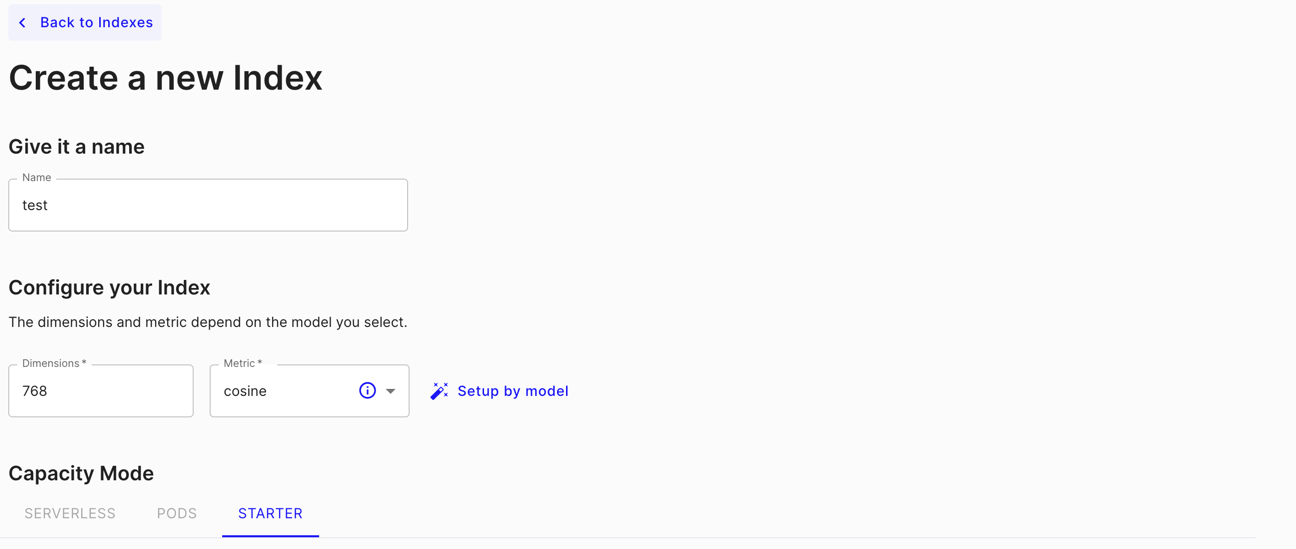 Back to Indexes
Create a new Index
Give it a name
Name
test
Configure your Index
The dimensions and metric depend on the model you select.
Dimensions * Metric *
768 cosine Setup by model
Capacity Mode
SERVERLESS PODS STARTER